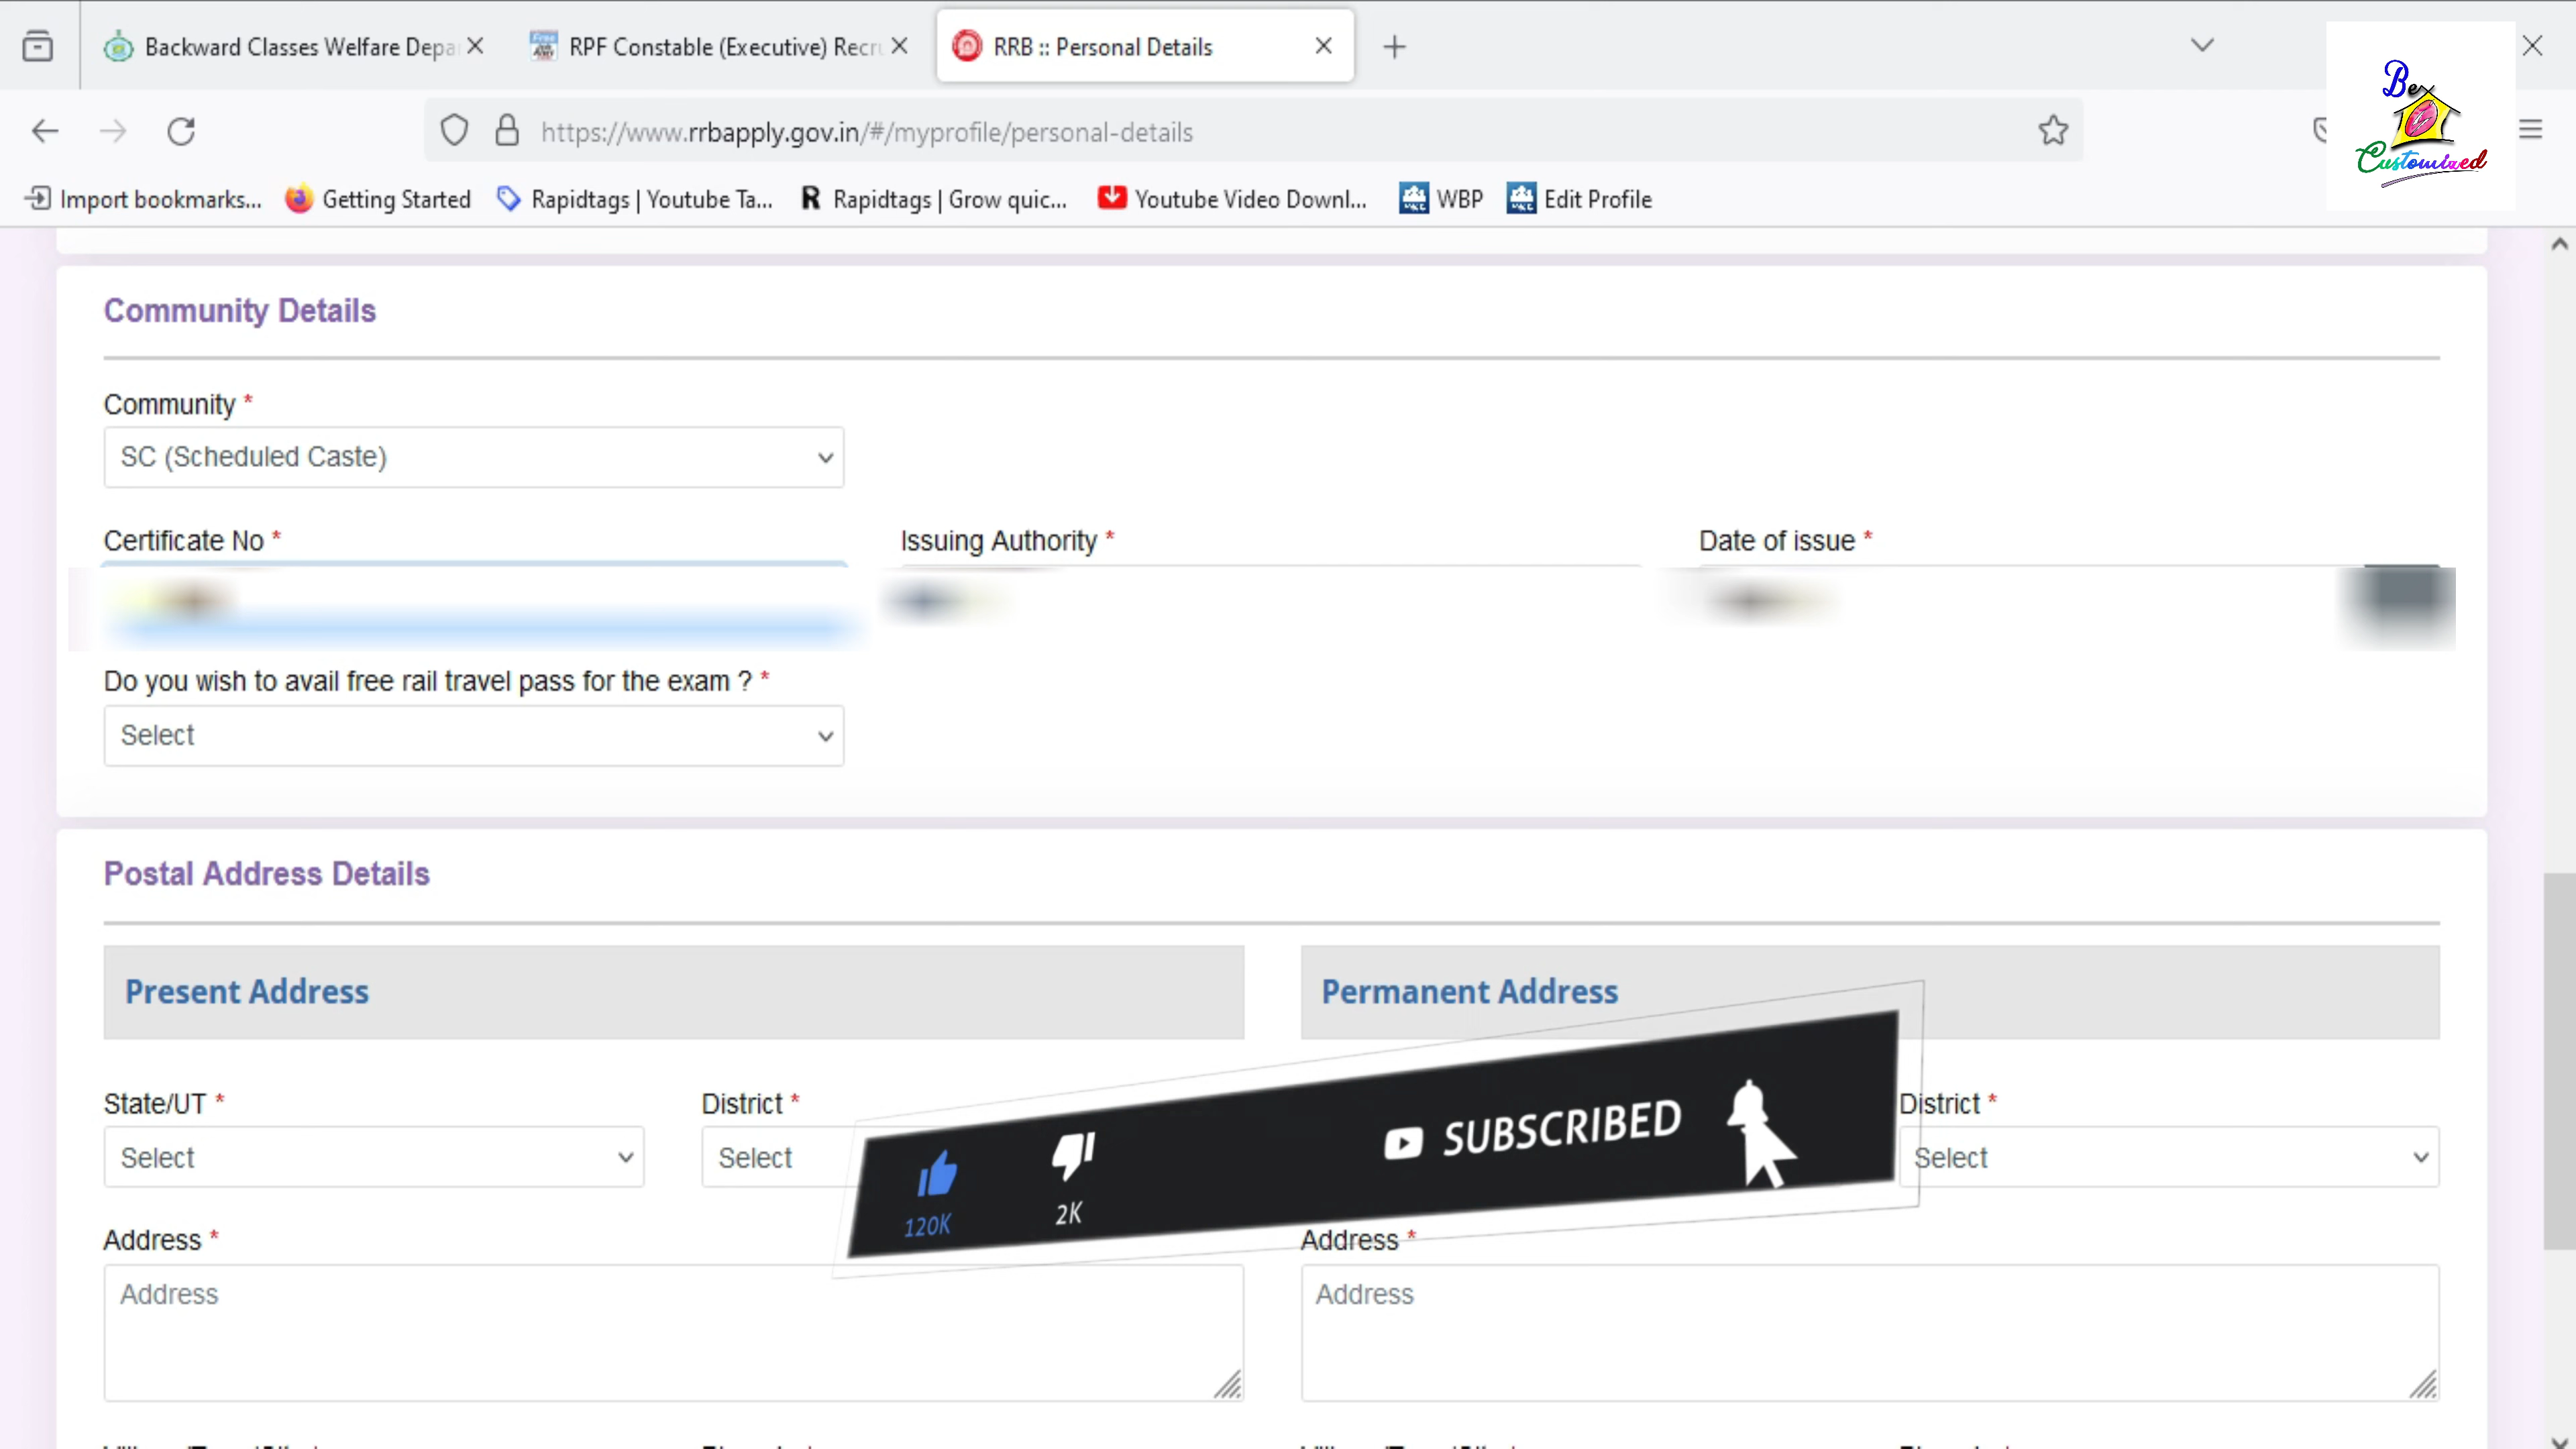 Backward Classes Welfare Depa
RPF Constable (Executive) Recru
RRB :: Personal Details
https://www.rrbapply.gov.in/#/myprofile/personal-details
Import bookmarks...
Getting Started
Rapidtags | Youtube Ta...
Rapidtags | Grow quic...
Youtube Video Downl...
WBP
Edit Profile
Be
Customized
Community Details
Community *
SC (Scheduled Caste)
Certificate No *
Issuing Authority *
Date of issue *
Do you wish to avail free rail travel pass for the exam ? *
Select
Postal Address Details
Present Address
Permanent Address
State/UT *
District *
District *
Select
Select
Select
120K
2K
SUBSCRIBED
Address *
Address *
Address
Address